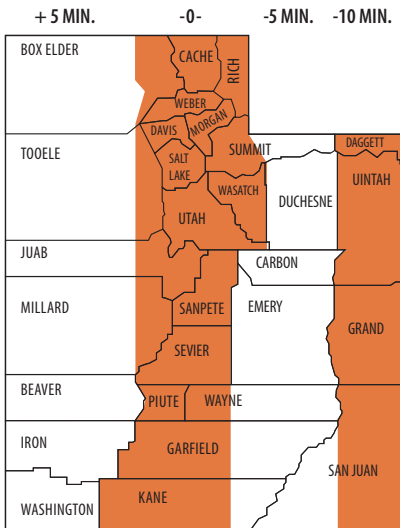 + 5 MIN. -0- -5 MIN. -10 MIN.
BOX ELDER
CACHE
RICH
WEBER
MORGAN
DAVIS
TOOELE
SALT
LAKE
SUMMIT
DAGGETT
UINTAH
WASATCH
DUCHESNE
UTAH
JUAB
CARBON
MILLARD
SANPETE
EMERY
GRAND
SEVIER
BEAVER
PIUTE
WAYNE
IRON
GARFIELD
SAN JUAN
WASHINGTON
KANE